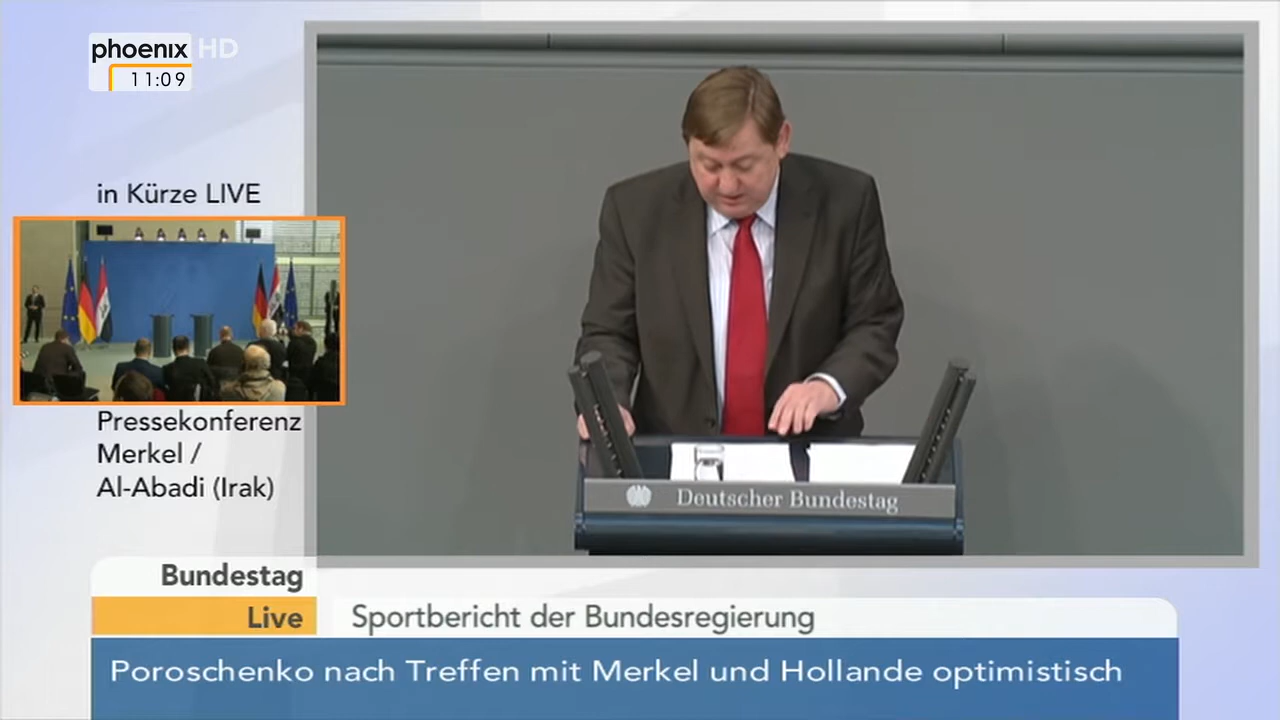 phoenix HD
11:09
in Kürze LIVE
Pressekonferenz
Merkel /
Al-Abadi (Irak)
Deutscher Bundestag
Bundestag
Live
Sportbericht der Bundesregierung
Poroschenko nach Treffen mit Merkel und Hollande optimistisch